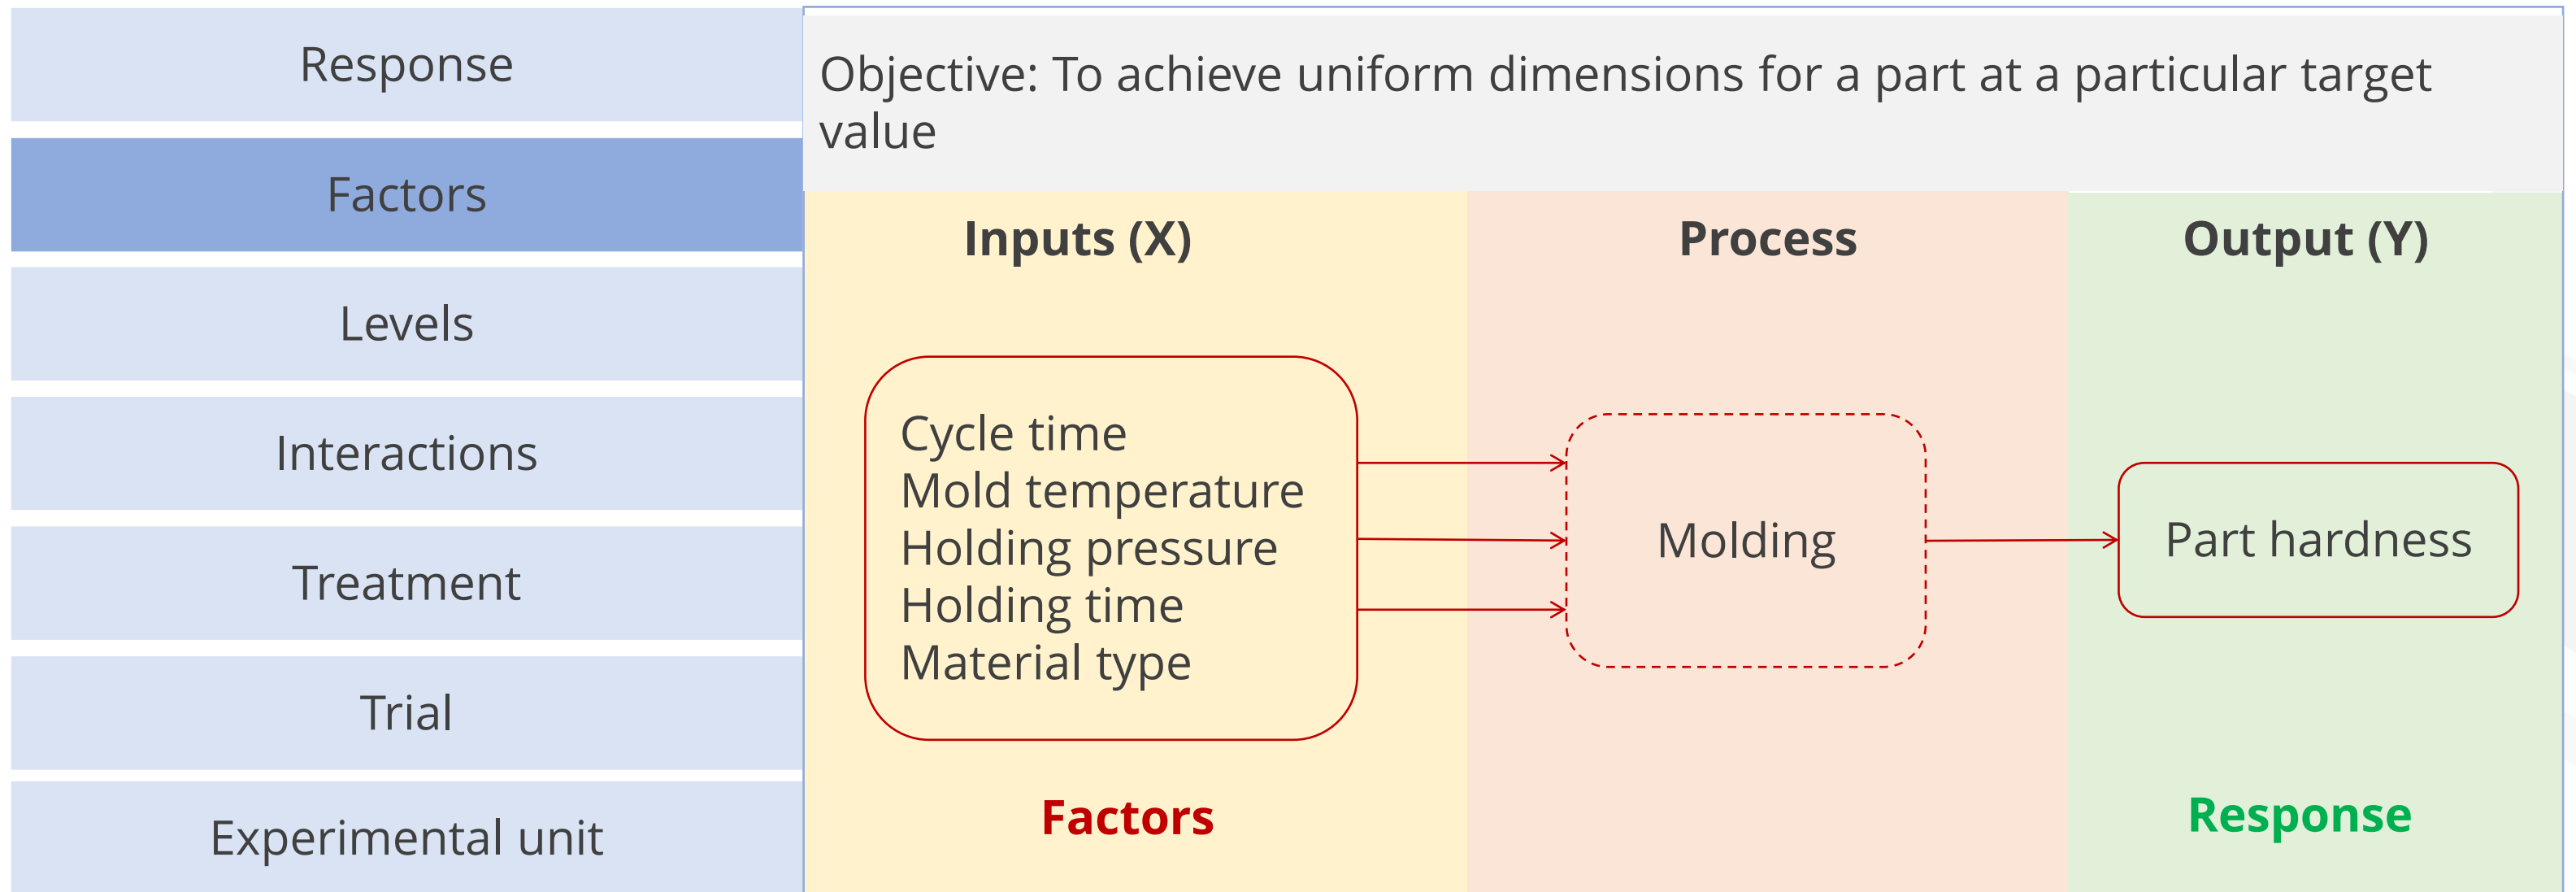 Response
Factors
Levels
Interactions
Treatment
Trial
Experimental unit
Objective: To achieve uniform dimensions for a part at a particular target
value
Inputs (X)
Process
Output (Y)
Cycle time
Mold temperature
Holding pressure
Holding time
Material type
Molding
Part hardness
Factors
Response